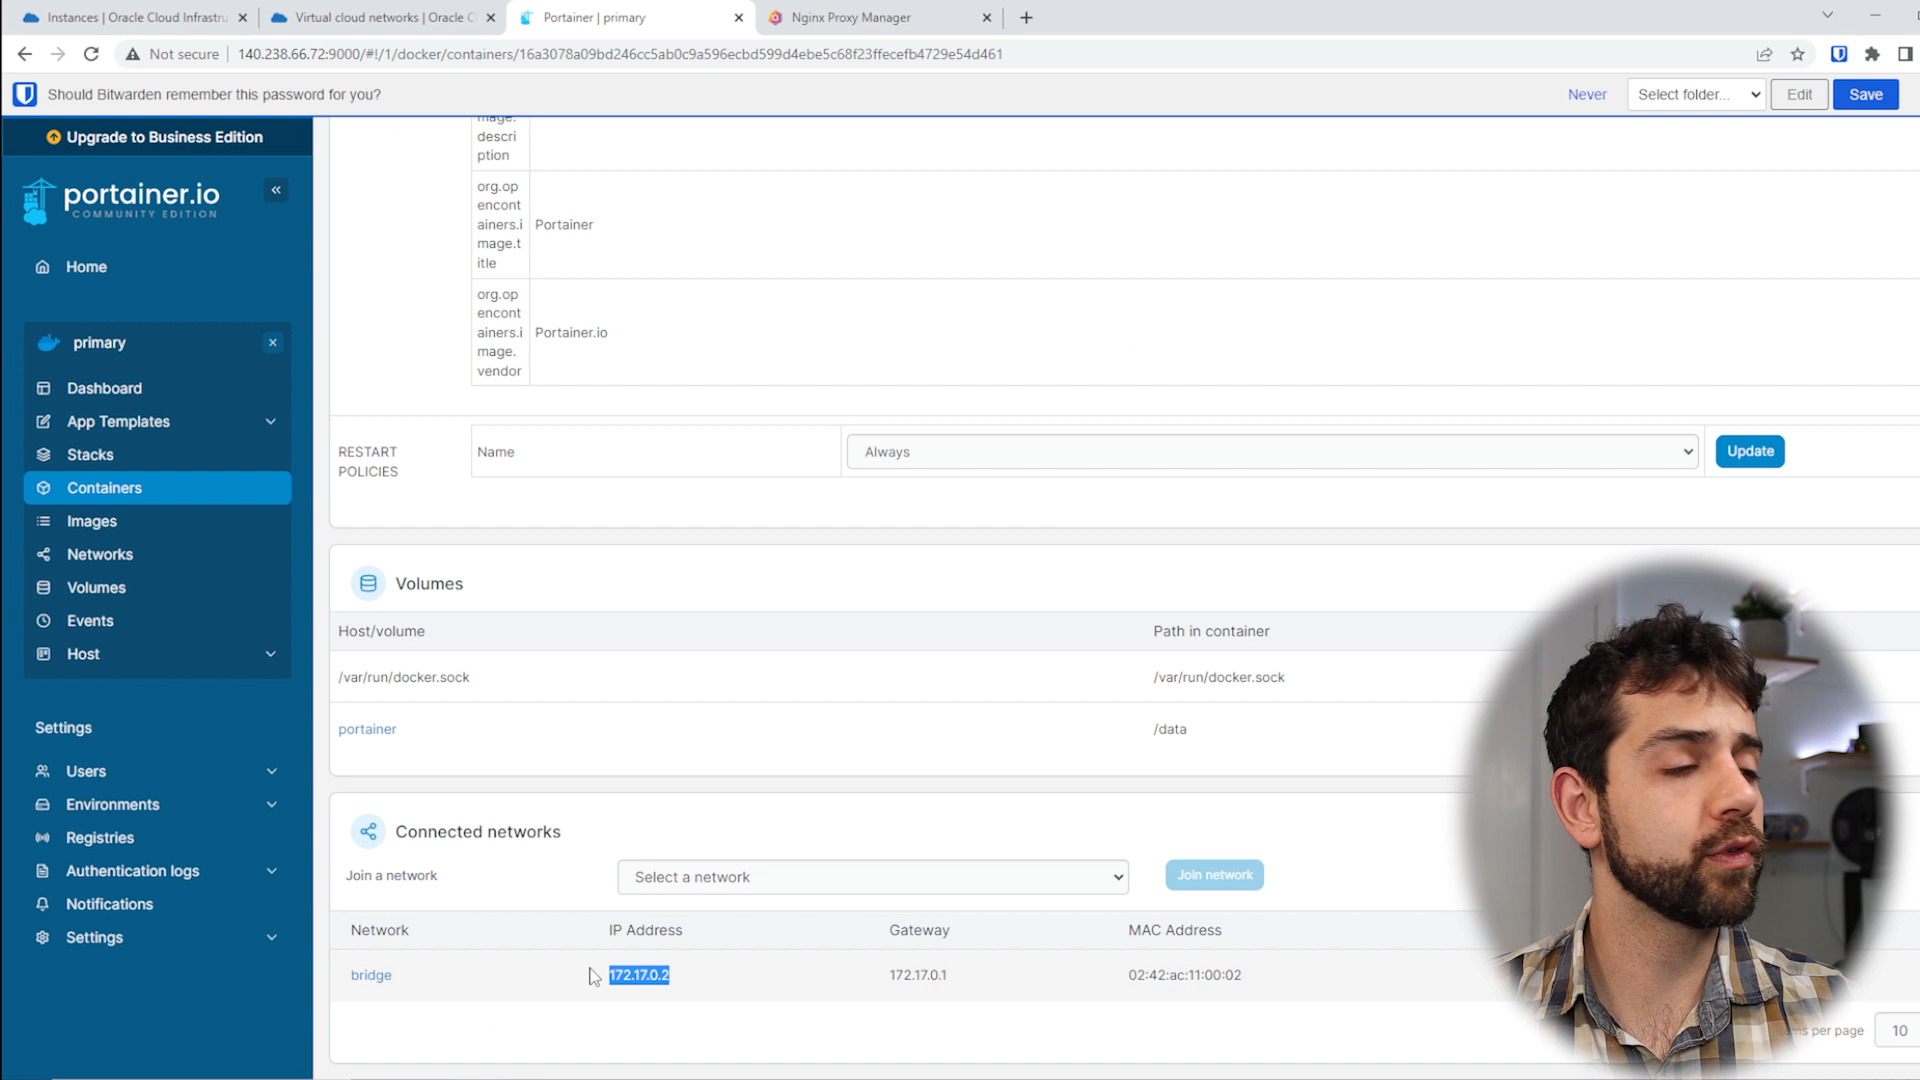 Instances | Oracle Cloud Infrastru
Virtual cloud networks | Oracle C
Portainer | primary
Nginx Proxy Manager
Not secure
140.238.66.72:9000/#!/1/docker/containers/16a3078a09bd246cc5ab0c9a596ecbd599d4ebe5c68f23ffecefb4729e54d461
Should Bitwarden remember this password for you?
Never
Select folder...
Edit
Save
Upgrade to Business Edition
portainer.io
COMMUNITY EDITION
Home
primary
Dashboard
App Templates
Stacks
Containers
Images
Networks
Volumes
Events
Host
Settings
Users
Environments
Registries
Authentication logs
Notifications
Settings
mage.
descri
ption
org.op
encont
ainers.i
mage.t
itle
Portainer
org.op
encont
ainers.i
mage.
vendor
Portainer.io
RESTART
POLICIES
Name
Always
Update
Volumes
Host/volume
Path in container
/var/run/docker.sock
/var/run/docker.sock
portainer
/data
Connected networks
Join a network
Select a network
Join network
Network
IP Address
Gateway
MAC Address
bridge
172.17.0.2
172.17.0.1
02:42:ac:11:00:02
ms per page
10